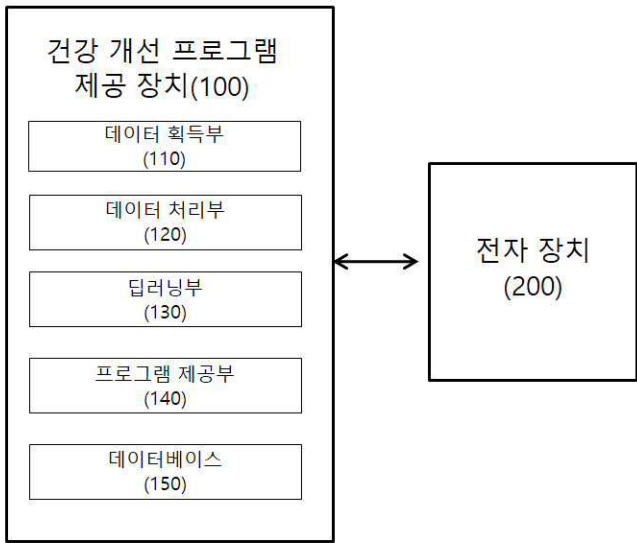 건강 개선 프로그램
제공 장치(100)
데이터 획득부
(110)
데이터 처리부
(120)
딥러닝부
(130)
프로그램 제공부
(140)
데이터베이스
(150)
전자 장치
(200)